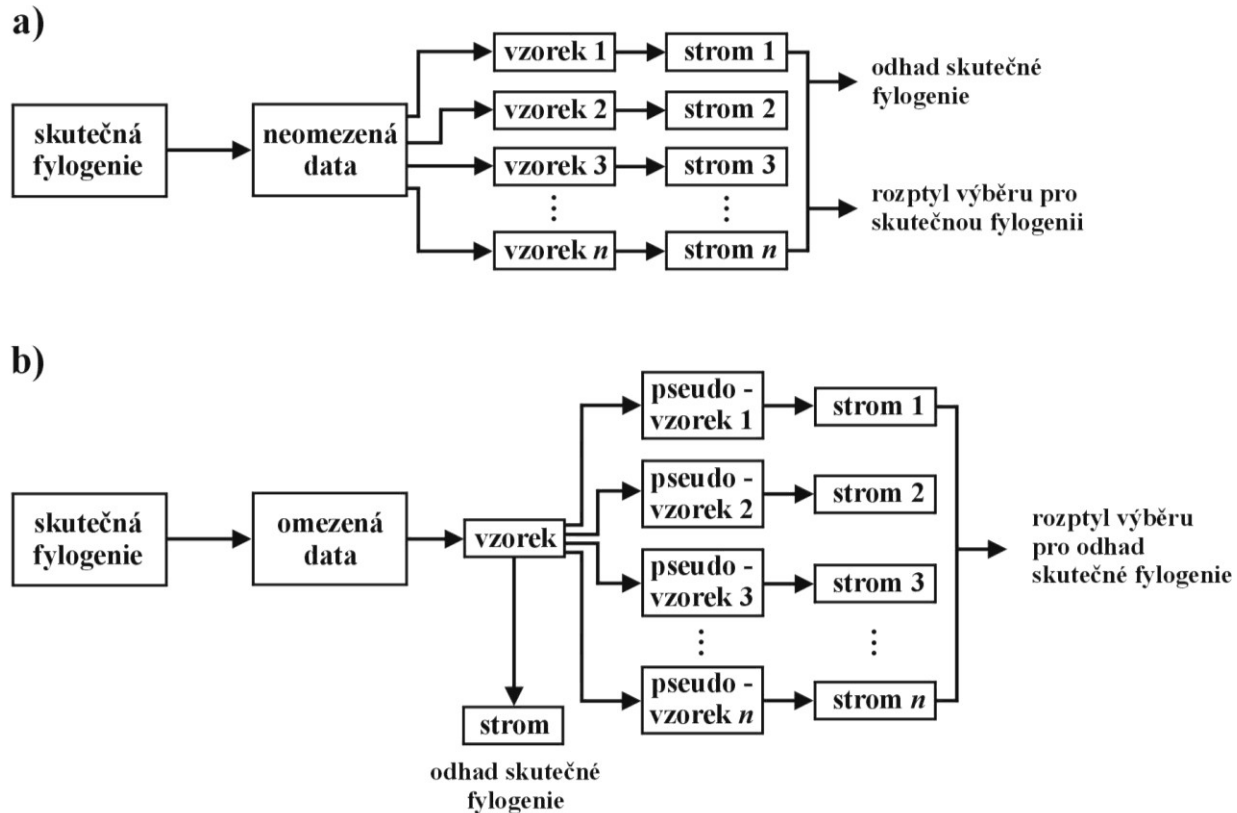 a)
skutečná
fylogenie
neomezená
data
vzorek 1
strom 1
vzorek 2
strom 2
vzorek 3
strom 3
vzorek n
strom n
odhad skutečné
fylogenie
rozptyl výběru pro
skutečnou fylogenii
b)
skutečná
fylogenie
omezená
data
vzorek
strom
odhad skutečné
fylogenie
pseudo -
vzorek 1
strom 1
pseudo -
vzorek 2
strom 2
pseudo -
vzorek 3
strom 3
pseudo -
vzorek n
strom n
rozptyl výběru
pro odhad
skutečné fylogenie